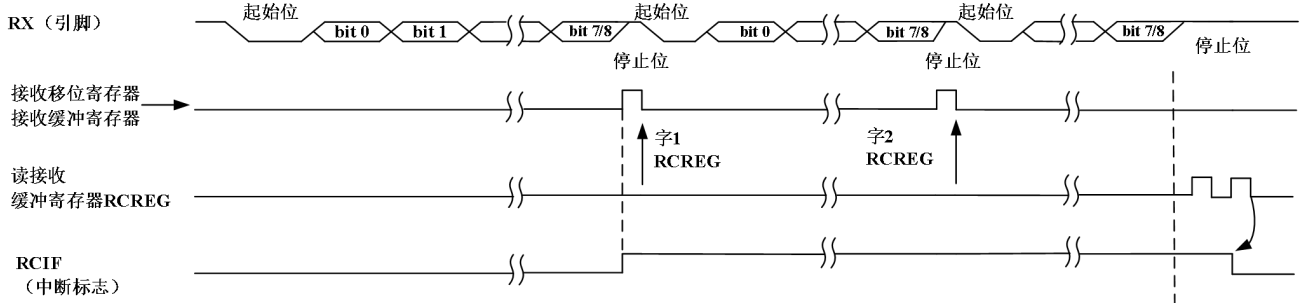 起始位 起始位 起始位
RX（引脚） bit 0 bit 1 bit 7/8 bit 0 bit 7/8 bit 7/8
停止位 停止位 停止位
接收移位寄存器
接收缓冲寄存器
字1 字2
RCREG RCREG
读接收
缓冲寄存器RCREG
RCIF
（中断标志）